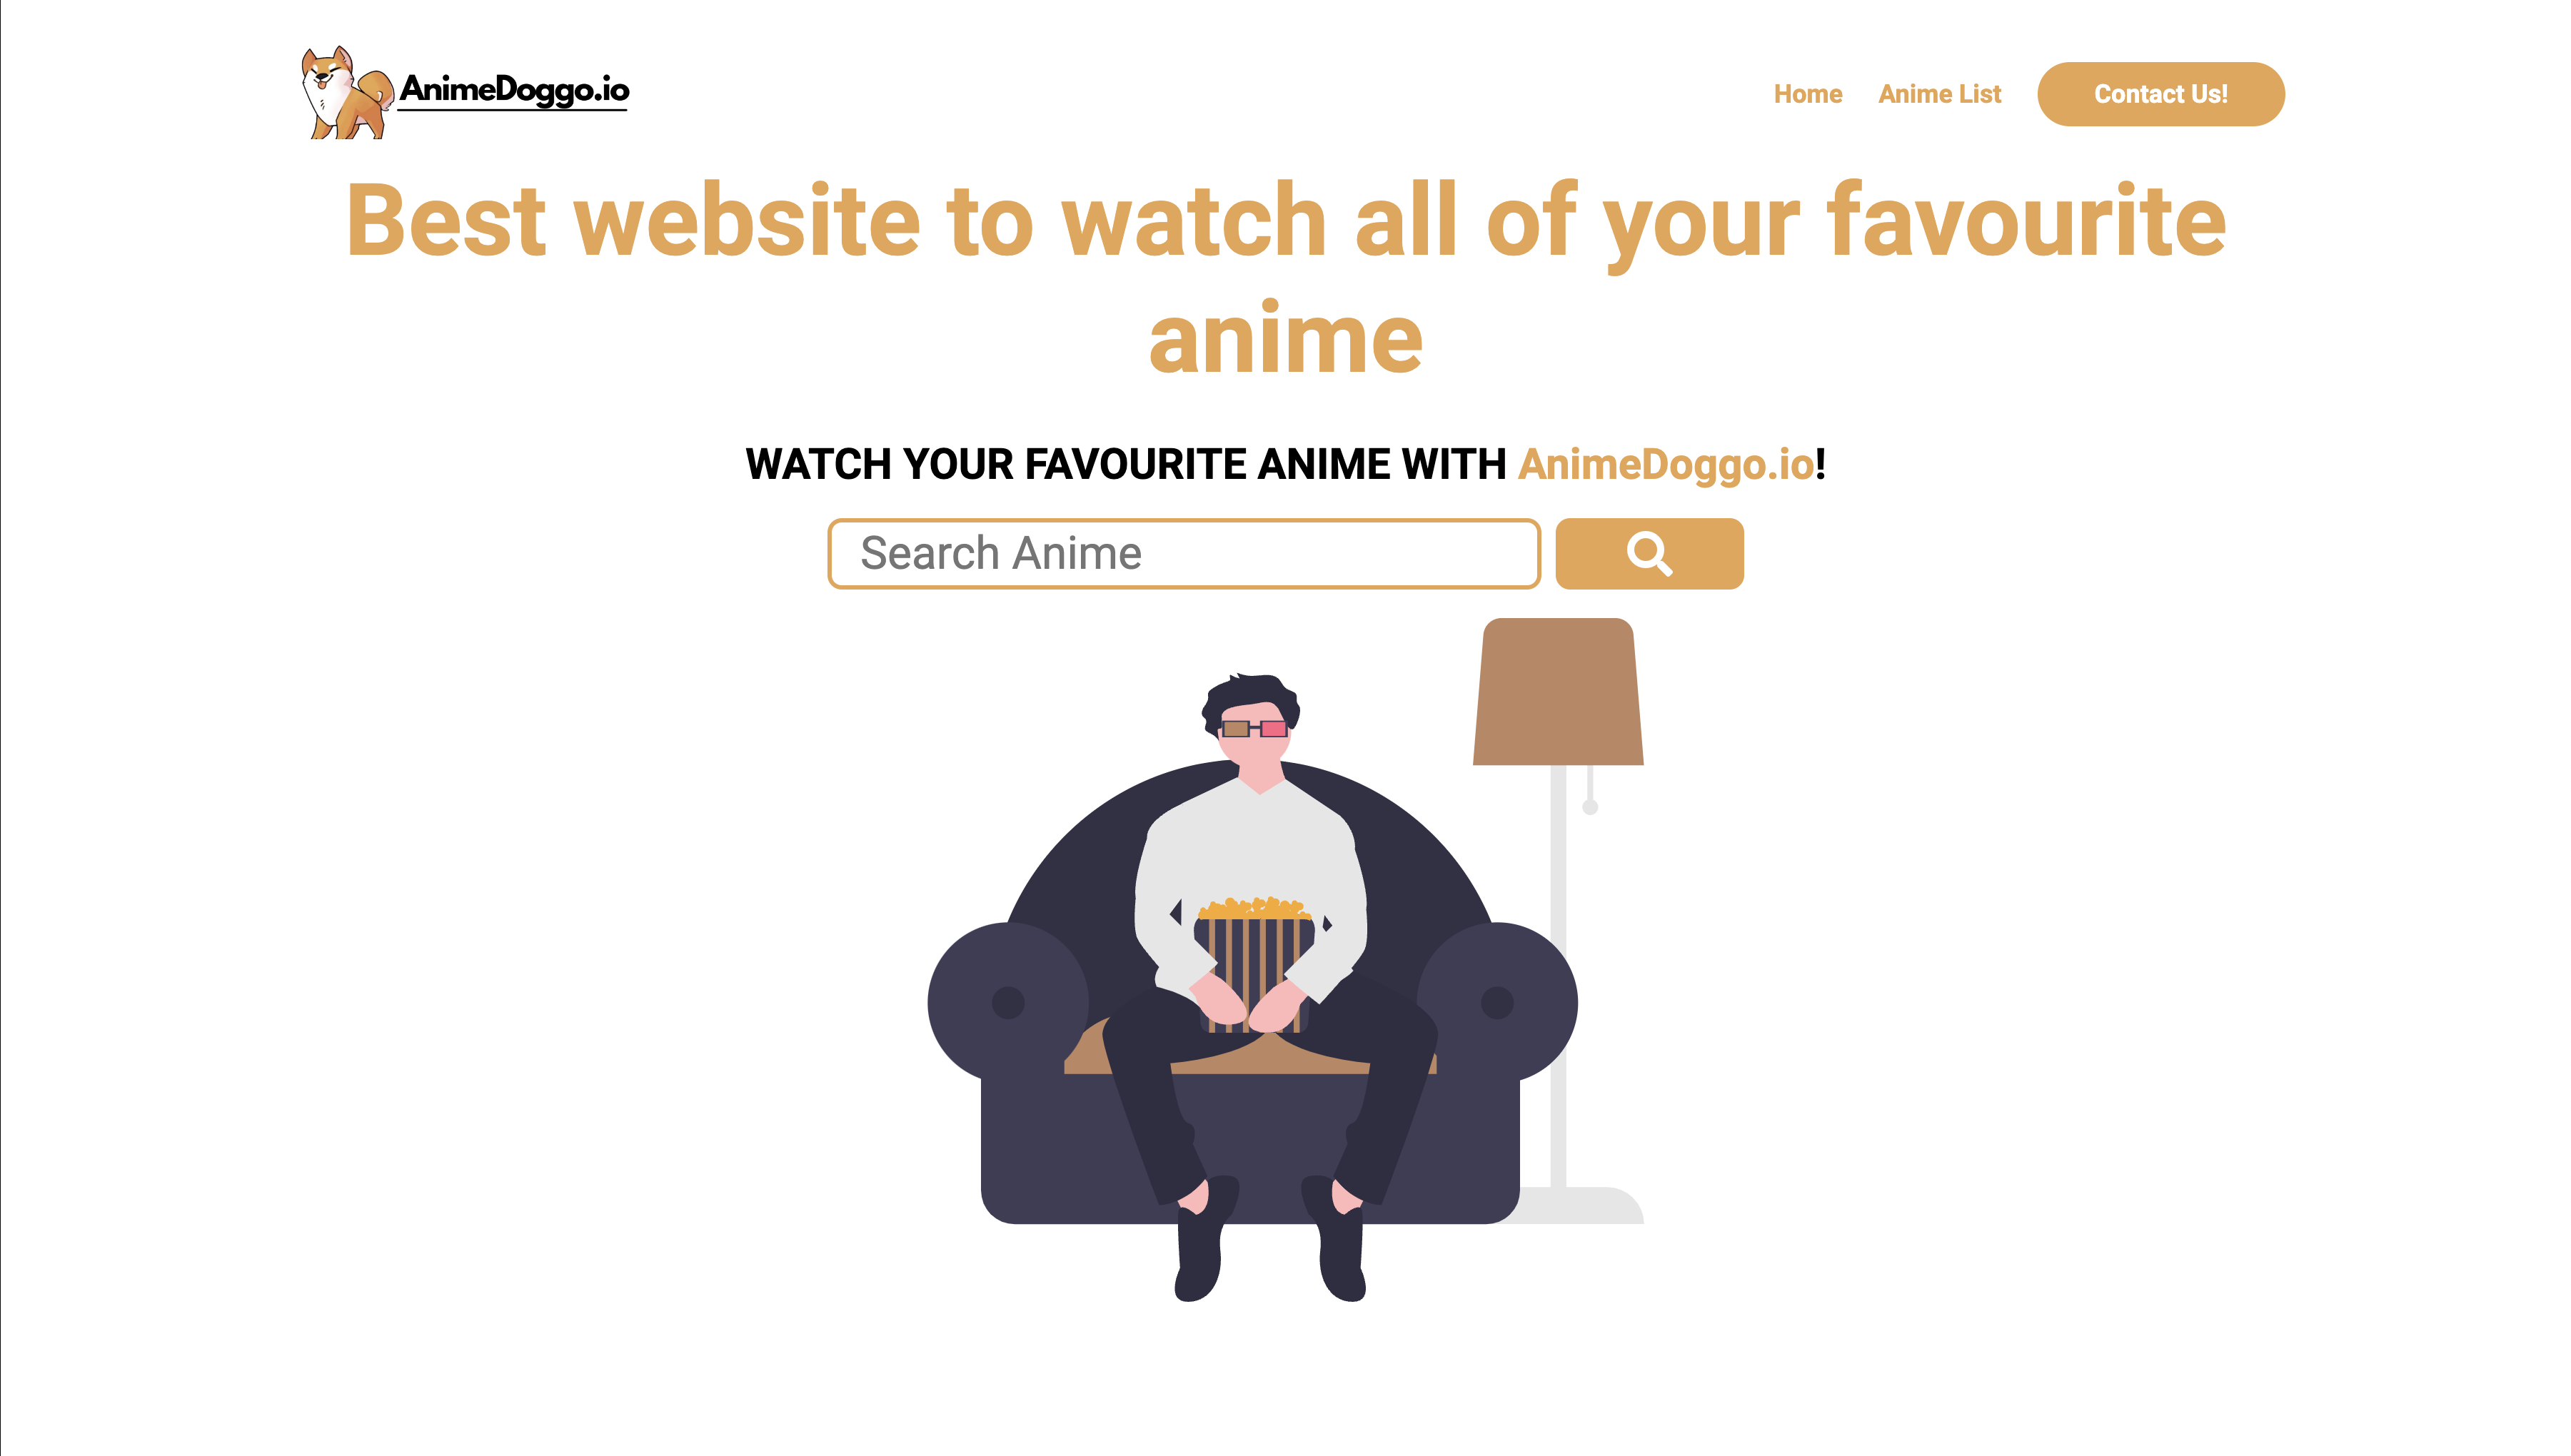 AnimeDoggo.io
Home
Anime List
Contact Us!
Best website to watch all of your favourite
anime
WATCH YOUR FAVOURITE ANIME WITH AnimeDoggo.io!
Search Anime